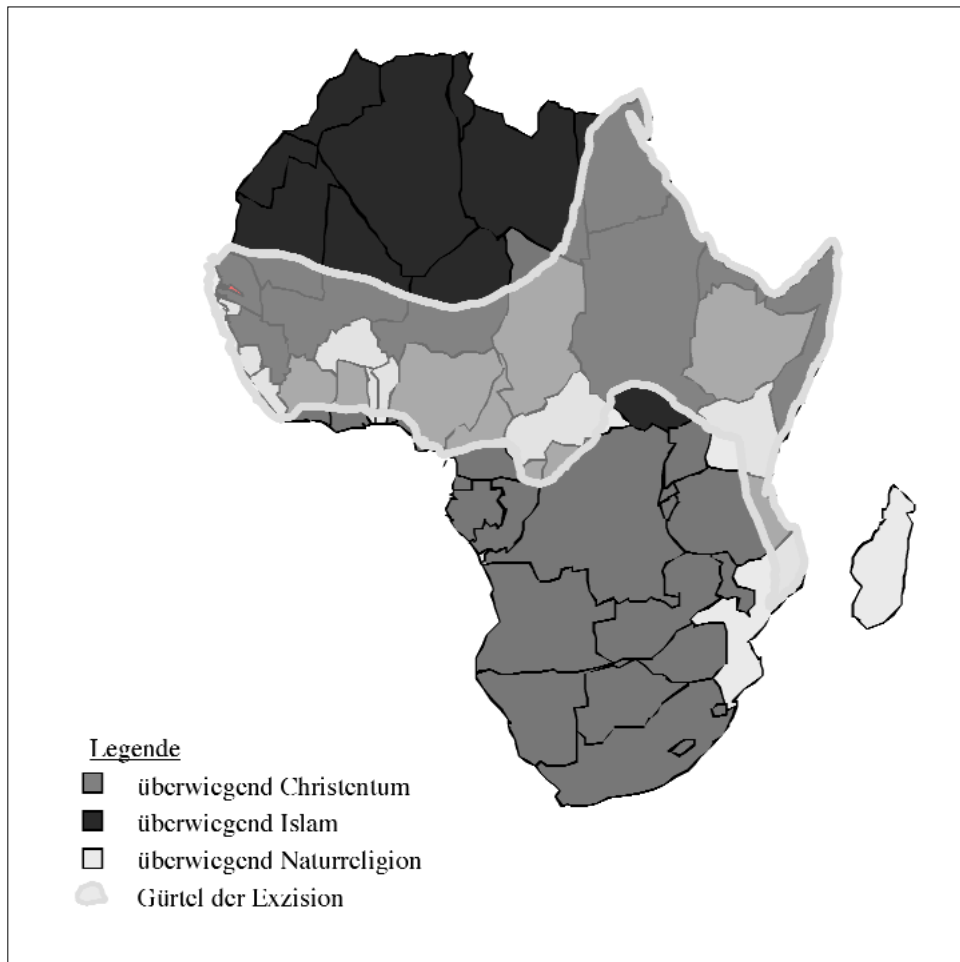 Legende
überwiegend Christentum
überwiegend Islam
überwiegend Naturreligion
Gürtel der Exzision